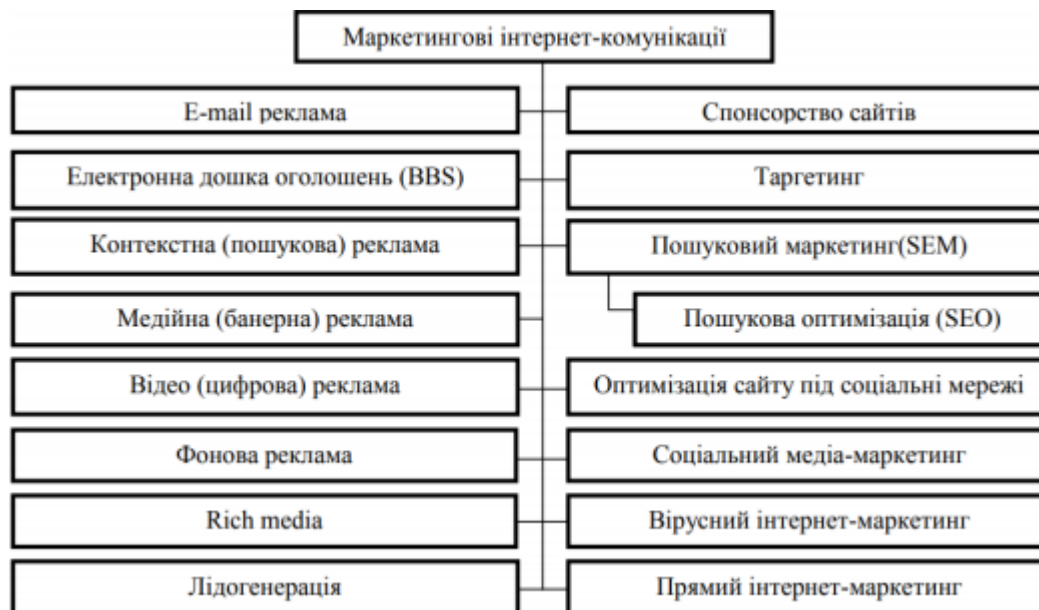 Маркетингові інтернет-комунікації
E-mail реклама
Спонсорство сайтів
Електронна дошка оголошень (BBS)
Таргетинг
Контекстна (пошукова) реклама
Пошуковий маркетинг(SEM)
Медійна (банерна) реклама
Пошукова оптимізація (SEO)
Відео (цифрова) реклама
Оптимізація сайту під соціальні мережі
Фонова реклама
Соціальний медіа-маркетинг
Rich media
Вірусний інтернет-маркетинг
Лідогенерація
Прямий інтернет-маркетинг